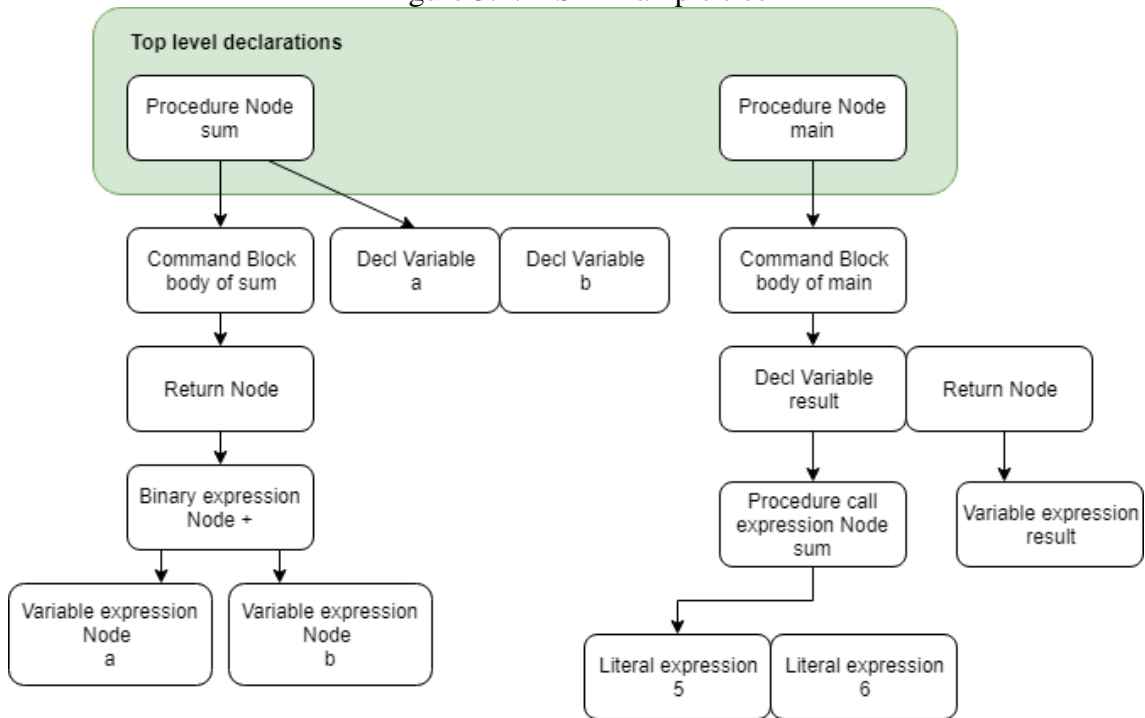 Top level declarations
Procedure Node
sum
Procedure Node
main
Command Block
body of sum
Decl Variable
a
Decl Variable
b
Command Block
body of main
Return Node
Decl Variable
result
Return Node
Binary expression
Node +
Procedure call
expression Node
sum
Variable expression
result
Variable expression
Node
a
Variable expression
Node
b
Literal expression
5
Literal expression
6